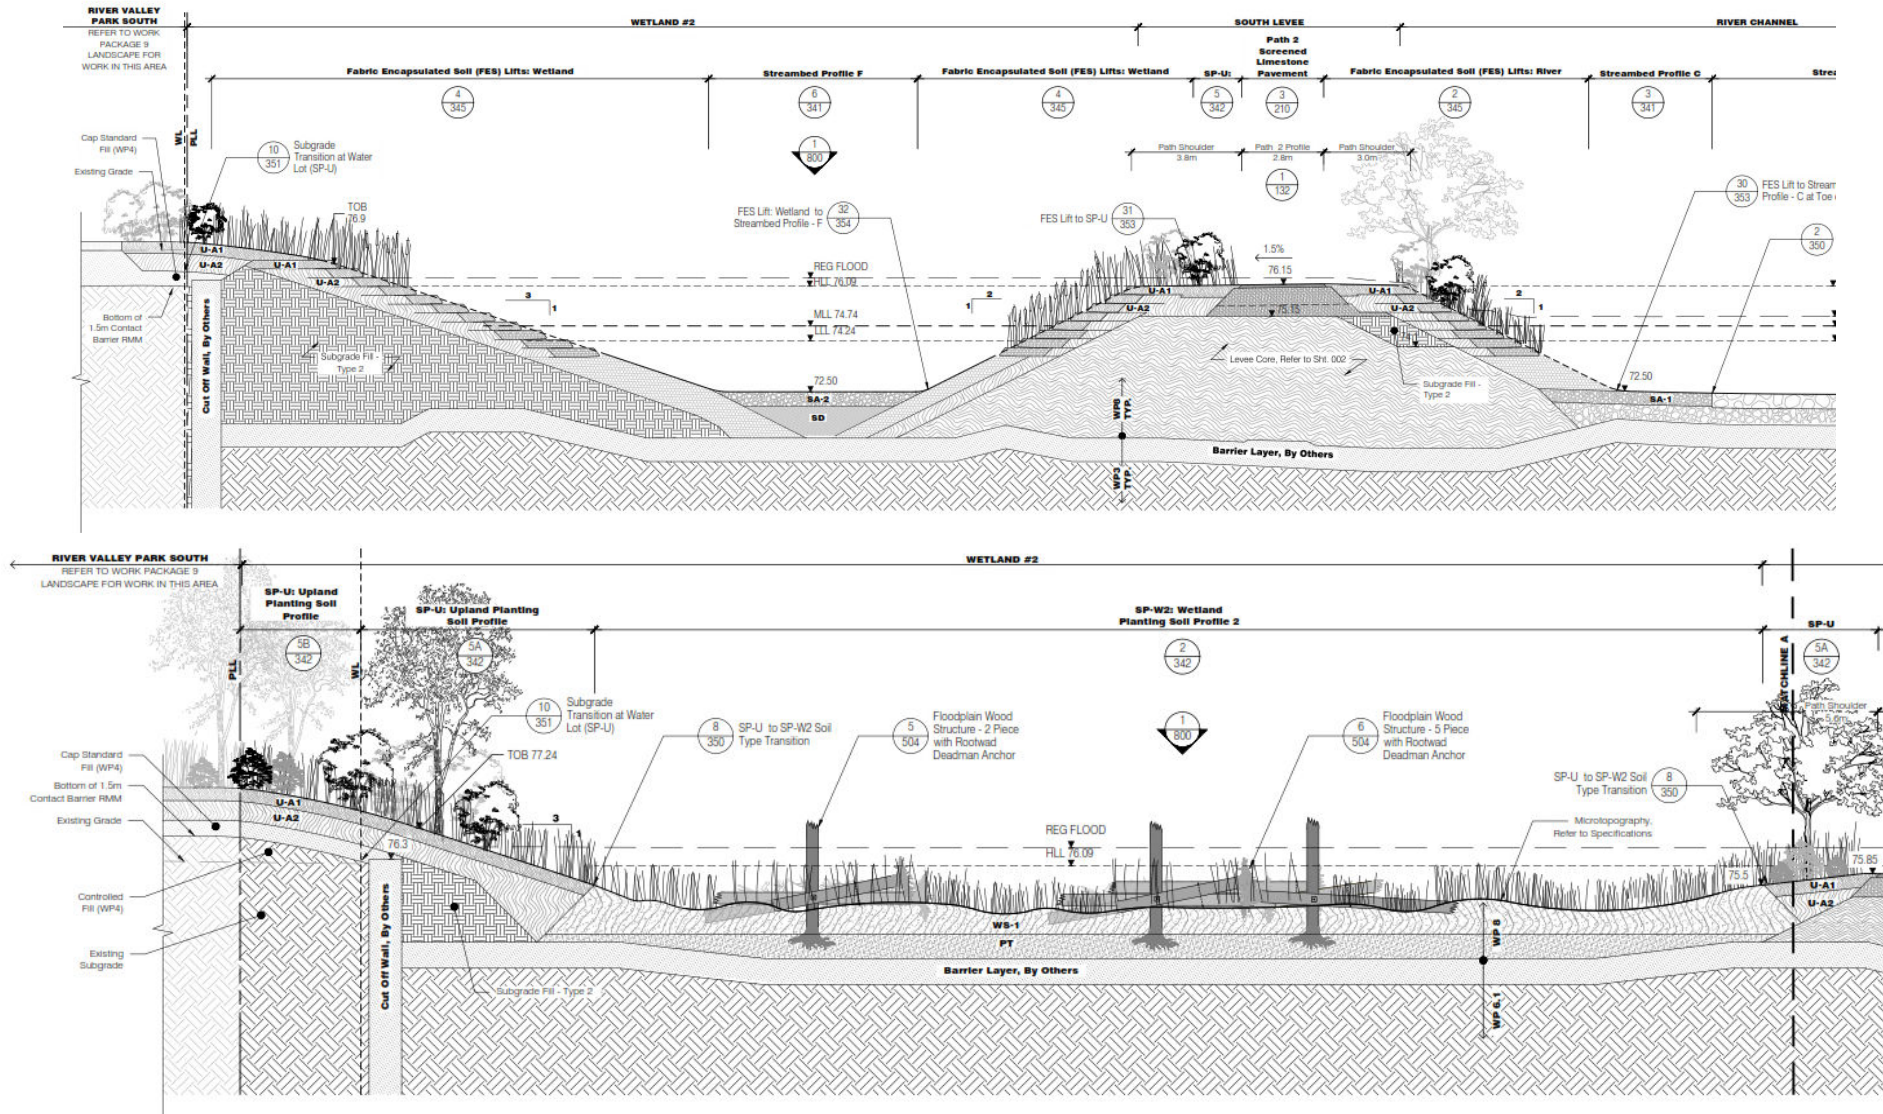 RIVER VALLEY
PARK SOUTH
REFER TO WORK
PACKAGE 9
LANDSCAPE FOR
WORK IN THIS AREA
WETLAND #2
SOUTH LEVEE
RIVER CHANNEL
Fabric Encapsulated Soil (FES) Lifts: Wetland
4
345
Streambed Profile F
6
341
Fabric Encapsulated Soil (FES) Lifts: Wetland
4
345
SP-U:
5
342
Path 2
Screened
Limestone
Pavement
3
210
Fabric Encapsulated Soil (FES) Lifts: River
2
345
Streambed Profile C
3
341
Strea
WL
PLL
Cap Standard
Fill (WP4)
Existing Grade
10
351
Subgrade
Transition at Water
Lot (SP-U)
1
800
Path Shoulder
3.8m
Path 2 Profile
2.8m
Path Shoulder
3.0m
1
132
TOB
76.9
FES Lift: Wetland to
Streambed Profile - F
32
354
FES Lift to SP-U
31
353
30
353
FES Lift to Stream
Profile - C at Toe
2
350
U-A1
U-A2
U-A1
U-A2
REG FLOOD
HLL 76.09
MLL 74.74
LLL 74.24
3
1
2
1
1.5%
76.15
U-A1
U-A2
75.15
U-A1
U-A2
2
1
Bottom of
1.5m Contact
Barrier RMM
Cut Off Wall, By Others
Subgrade Fill -
Type 2
Levee Core, Refer to Sht. 002
Subgrade Fill -
Type 2
72.50
SA-2
SD
72.50
SA-1
WP6
TYP.
WP3
TYP.
Barrier Layer, By Others
RIVER VALLEY PARK SOUTH
REFER TO WORK PACKAGE 9
LANDSCAPE FOR WORK IN THIS AREA
WETLAND #2
SP-U: Upland
Planting Soil
Profile
5B
342
SP-U: Upland Planting
Soil Profile
5A
342
SP-W2: Wetland
Planting Soil Profile 2
2
342
SP-U
5A
342
PLL
WL
MATCHLINE A
Path Shoulder
5.6m
10
351
Subgrade
Transition at Water
Lot (SP-U)
8
350
SP-U to SP-W2 Soil
Type Transition
5
504
Floodplain Wood
Structure - 2 Piece
with Rootwad
Deadman Anchor
1
800
6
504
Floodplain Wood
Structure - 5 Piece
with Rootwad
Deadman Anchor
SP-U to SP-W2 Soil
Type Transition
8
350
TOB 77.24
Cap Standard
Fill (WP4)
Bottom of 1.5m
Contact Barrier RMM
Existing Grade
Controlled
Fill (WP4)
Existing
Subgrade
U-A1
U-A2
76.3
3
1
REG FLOOD
HLL 76.09
Microtopography,
Refer to Specifications
75.5
75.85
U-A1
U-A2
Cut Off Wall, By Others
WS-1
PT
Barrier Layer, By Others
Subgrade Fill - Type 2
WP 8
WP 6.1